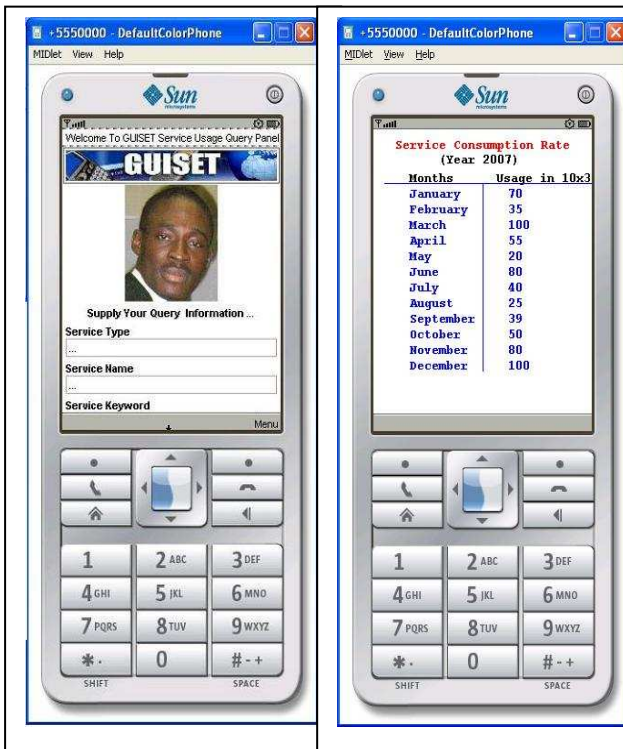 +5550000 - DefaultColorPhone
MIDlet View Help
Sun
microsystems
Welcome To GUISET Service Usage Query Panel
GUISET
Supply Your Query Information ...
Service Type
...
Service Name
...
Service Keyword
Menu
1 2 ABC 3 DEF
4 GHI 5 JKL 6 MNO
7 PQRS 8 TUV 9 WXYZ
* . 0 # - +
SHIFT SPACE
+5550000 - DefaultColorPhone
MIDlet View Help
Sun
microsystems
Service Consumption Rate
(Year 2007)
Months Usage in 10x3
January 70
February 35
March 100
April 55
May 20
June 80
July 40
August 25
September 39
October 50
November 80
December 100
1 2 ABC 3 DEF
4 GHI 5 JKL 6 MNO
7 PQRS 8 TUV 9 WXYZ
* . 0 # - +
SHIFT SPACE